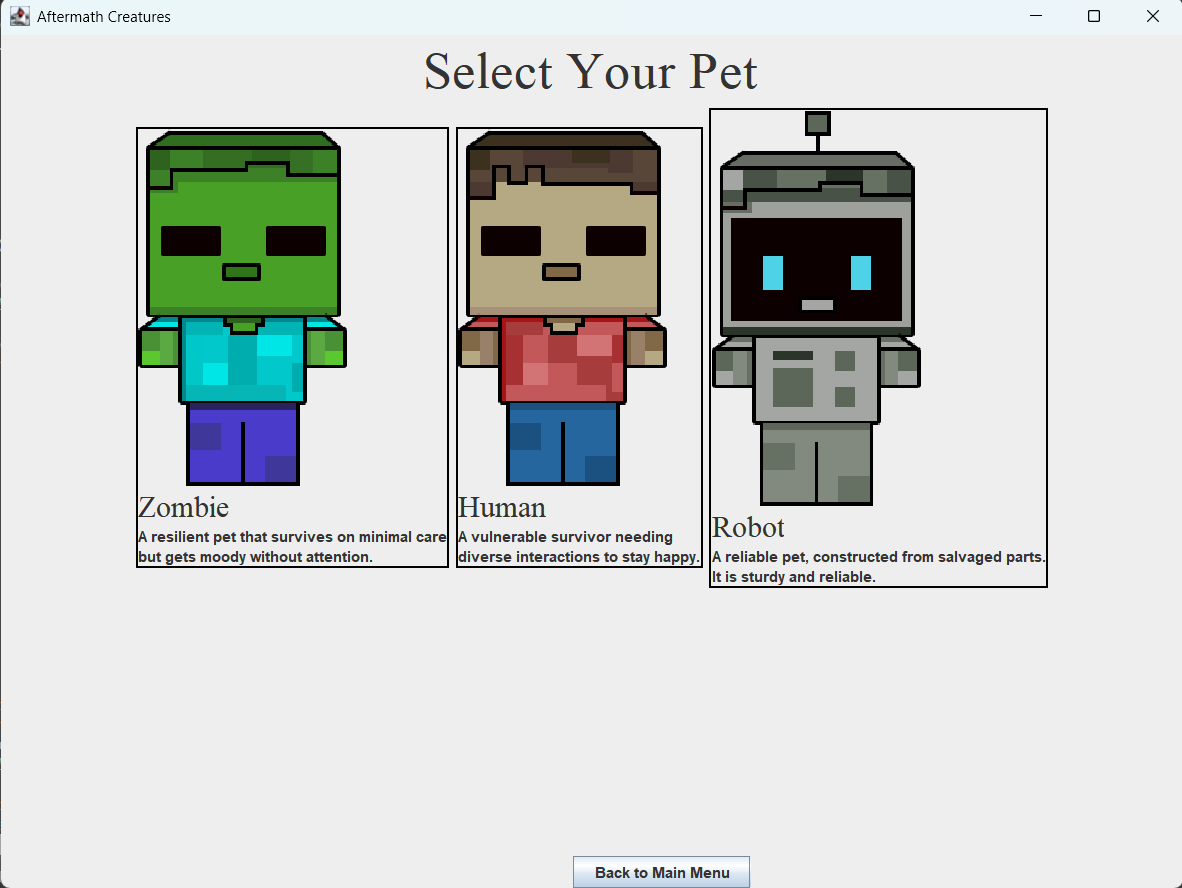 Aftermath Creatures
Select Your Pet
Zombie
A resilient pet that survives on minimal care
but gets moody without attention.
Human
A vulnerable survivor needing
diverse interactions to stay happy.
Robot
A reliable pet, constructed from salvaged parts.
It is sturdy and reliable.
Back to Main Menu